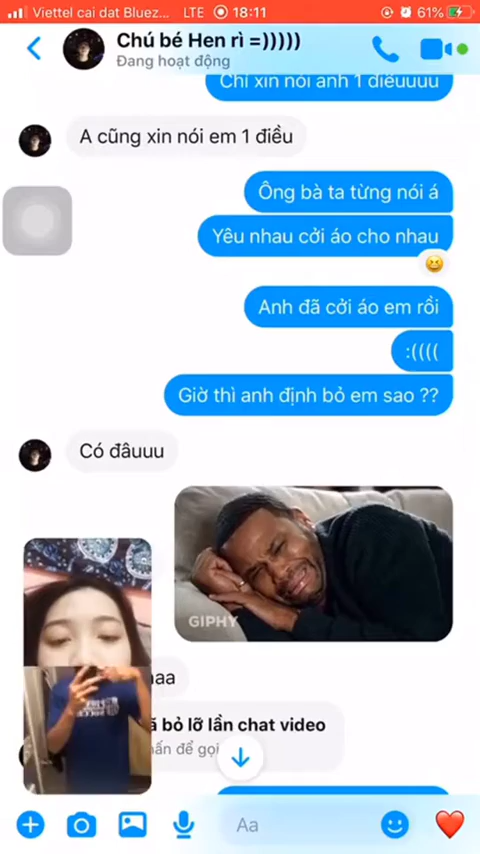 Viettel cai dat Bluez... LTE 18:11 61%
Chú bé Hen rì =)))))
Đang hoạt động
Chỉ xin nói anh 1 điềuuuu
A cũng xin nói em 1 điều
Ông bà ta từng nói á
Yêu nhau cởi áo cho nhau
Anh đã cởi áo em rồi
:((((
Giờ thì anh định bỏ em sao ??
Có đâuuu
GIPHY
bỏ lỡ lần chat video
để gọi
Aa